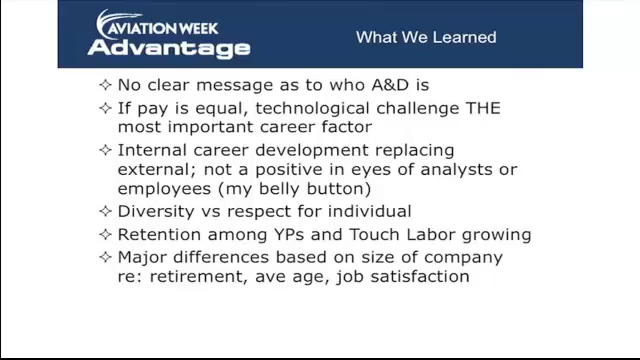 AVIATION WEEK
Advantage
What We Learned
No clear message as to who A&D is
If pay is equal, technological challenge THE
most important career factor
Internal career development replacing
external; not a positive in eyes of analysts or
employees (my belly button)
Diversity vs respect for individual
Retention among YPs and Touch Labor growing
Major differences based on size of company
re: retirement, ave age, job satisfaction